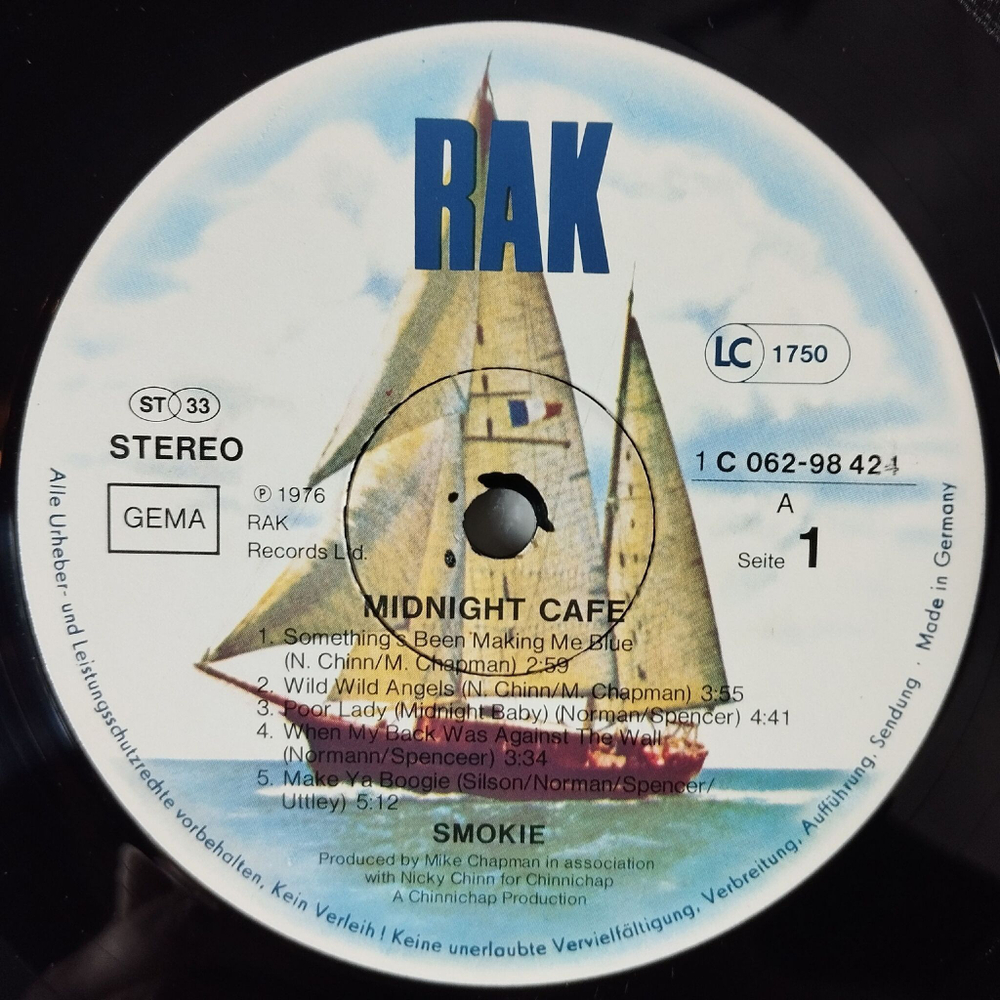 RAK
LC 1750
ST 33
STEREO
GEMA
℗ 1976
RAK
Records Ltd.
1 C 062-98 421
A
Seite 1
MIDNIGHT CAFE
1. Something's Been Making Me Blue
(N. Chinn/M. Chapman) 2:59
2. Wild Wild Angels (N. Chinn/M. Chapman) 3:55
3. Poor Lady (Midnight Baby) (Norman/Spencer) 4:41
4. When My Back Was Against The Wall
(Normann/Spenceer) 3:34
5. Make Ya Boogie (Silson/Norman/Spencer/
Uttley) 5:12
SMOKIE
Produced by Mike Chapman in association
with Nicky Chinn for Chinnichap
A Chinnichap Production
Alle Urheber- und Leistungsschutzrechte vorbehalten, Kein Verleih! Keine unerlaubte Vervielfältigung, Verbreitung, Aufführung, Sendung · Made in Germany